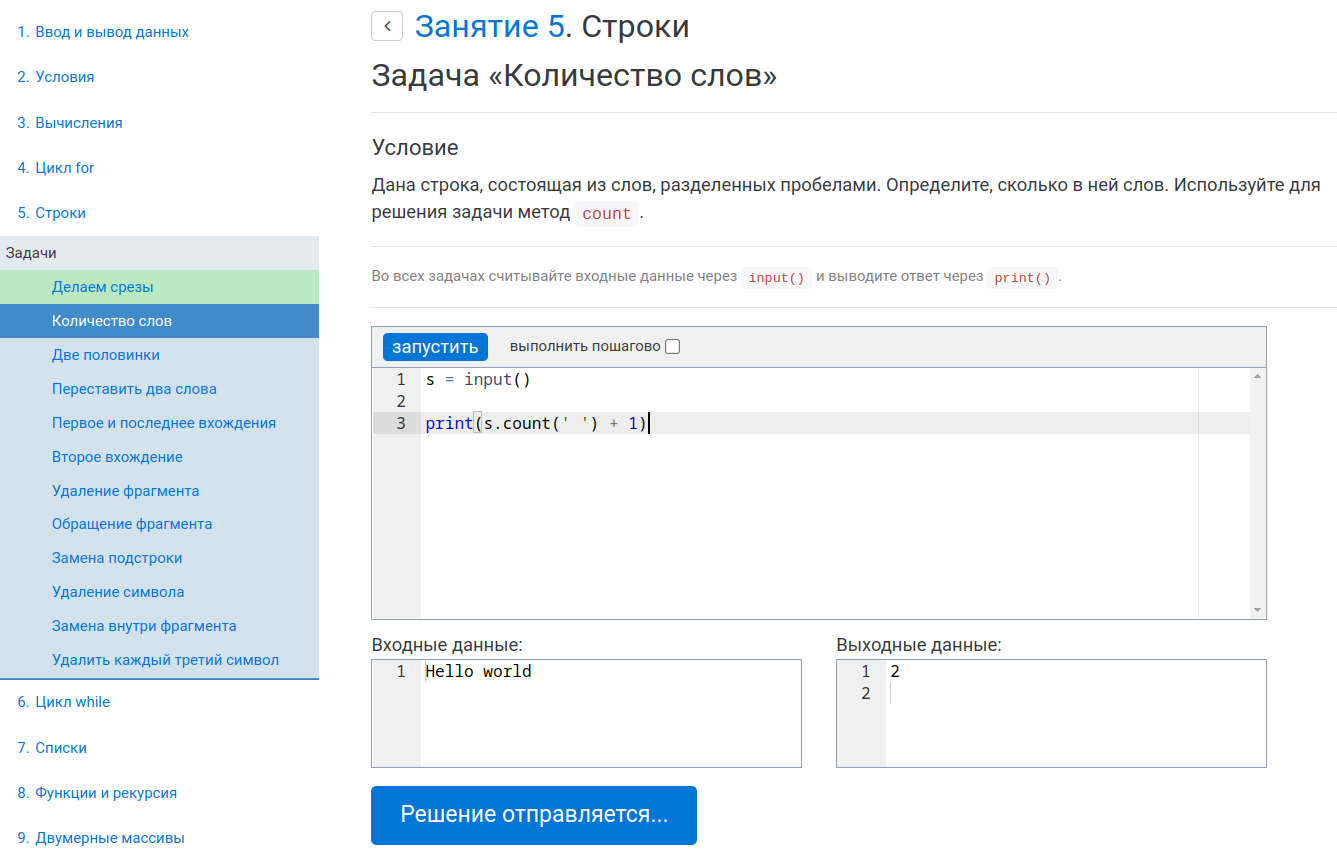 1. Ввод и вывод данных
2. Условия
3. Вычисления
4. Цикл for
5. Строки
Задачи
Делаем срезы
Количество слов
Две половинки
Переставить два слова
Первое и последнее вхождения
Второе вхождение
Удаление фрагмента
Обращение фрагмента
Замена подстроки
Удаление символа
Замена внутри фрагмента
Удалить каждый третий символ
6. Цикл while
7. Списки
8. Функции и рекурсия
9. Двумерные массивы
Занятие 5. Строки
Задача «Количество слов»
Условие
Дана строка, состоящая из слов, разделенных пробелами. Определите, сколько в ней слов. Используйте для
решения задачи метод count.
Во всех задачах считывайте входные данные через input() и выводите ответ через print().
запустить выполнить пошагово
1 s = input()
2
3 print(s.count(' ') + 1)
Входные данные:
1 Hello world
Выходные данные:
1 2
2
Решение отправляется...